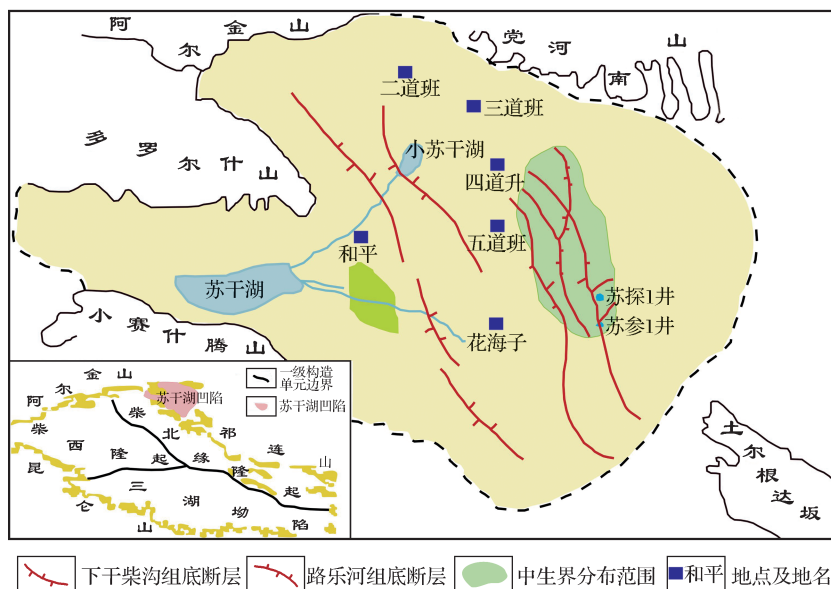 阿尔金山
党河南山
二道班
三道班
多罗尔什山
小苏干湖
四道升
和平
五道班
苏干湖
苏探1井
小赛什腾山
花海子
苏参1井
土尔根达坂
阿尔金山
苏干湖凹陷
一级构造
单元边界
苏干湖凹陷
柴北缘隆起
祁连山
柴西隆起
昆仑山
三湖坳陷
下干柴沟组底断层
路乐河组底断层
中生界分布范围
和平
地点及地名